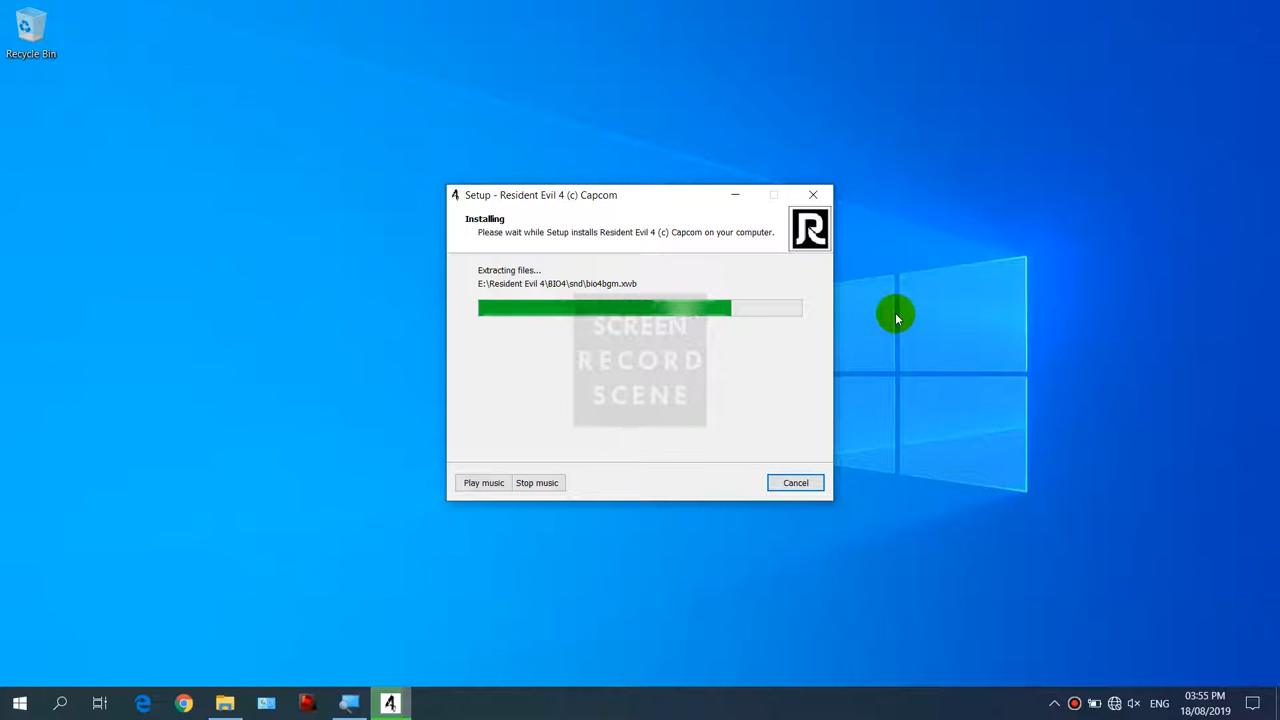 Recycle Bin
Setup - Resident Evil 4 (c) Capcom
Installing
Please wait while Setup installs Resident Evil 4 (c) Capcom on your computer.
Extracting files...
E:\Resident Evil 4\BIO4\snd\bio4bgm.xwb
SCREEN
RECORD
SCENE
Play music
Stop music
Cancel
ENG
03:55 PM
18/08/2019